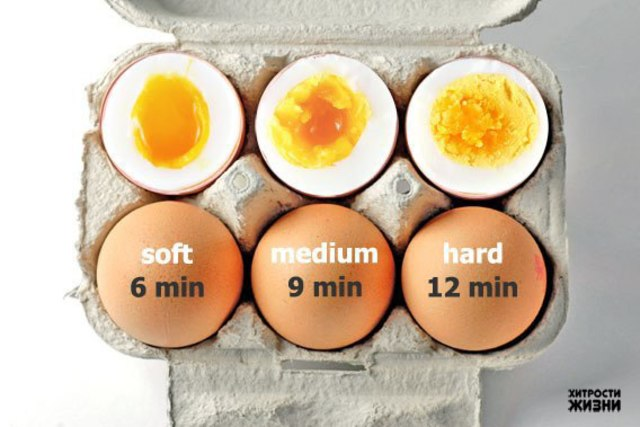 soft
6 min
medium
9 min
hard
12 min
ХИТРОСТИ
ЖИЗНИ